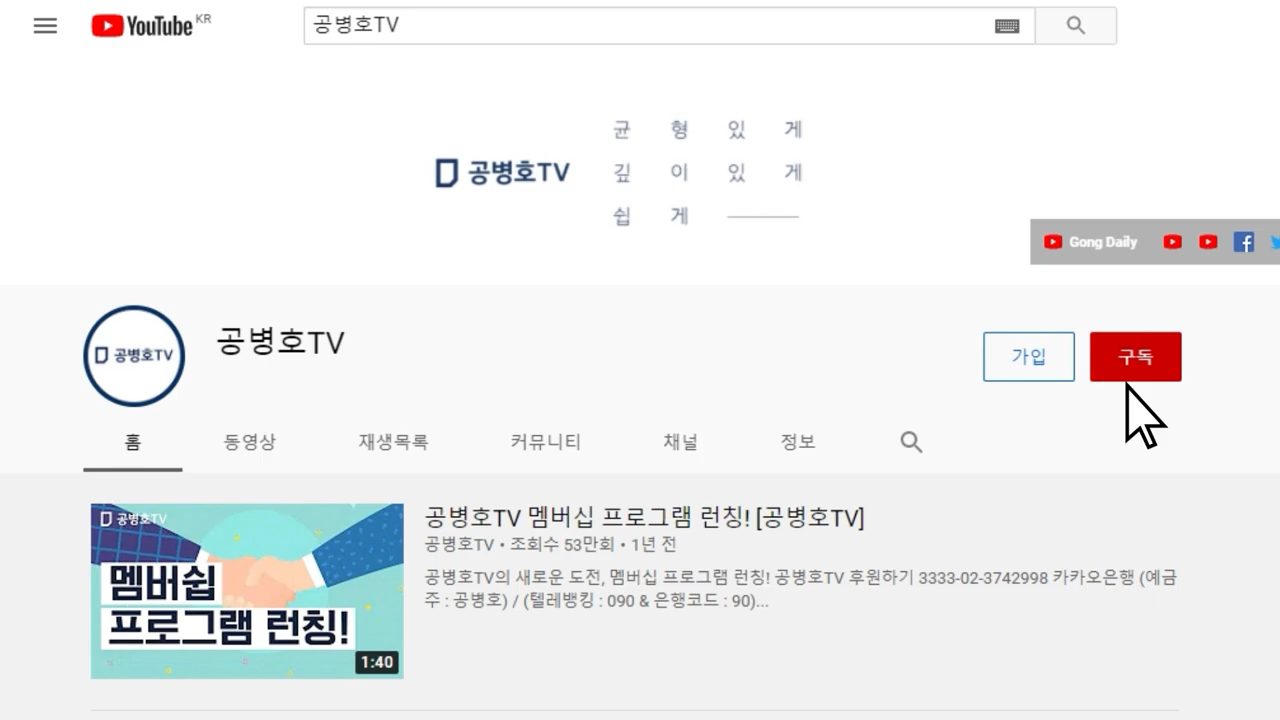 YouTube KR
공병호TV
균 형 있 게
공병호TV
깊 이 있 게
쉽 게
Gong Daily
공병호TV
공병호TV
가입
구독
홈
동영상
재생목록
커뮤니티
채널
정보
공병호TV
멤버쉽
프로그램 런칭!
1:40
공병호TV 멤버십 프로그램 런칭! [공병호TV]
공병호TV • 조회수 53만회 • 1년 전
공병호TV의 새로운 도전, 멤버십 프로그램 런칭! 공병호TV 후원하기 3333-02-3742998 카카오은행 (예금
주 : 공병호) / (텔레뱅킹 : 090 & 은행코드 : 90)...